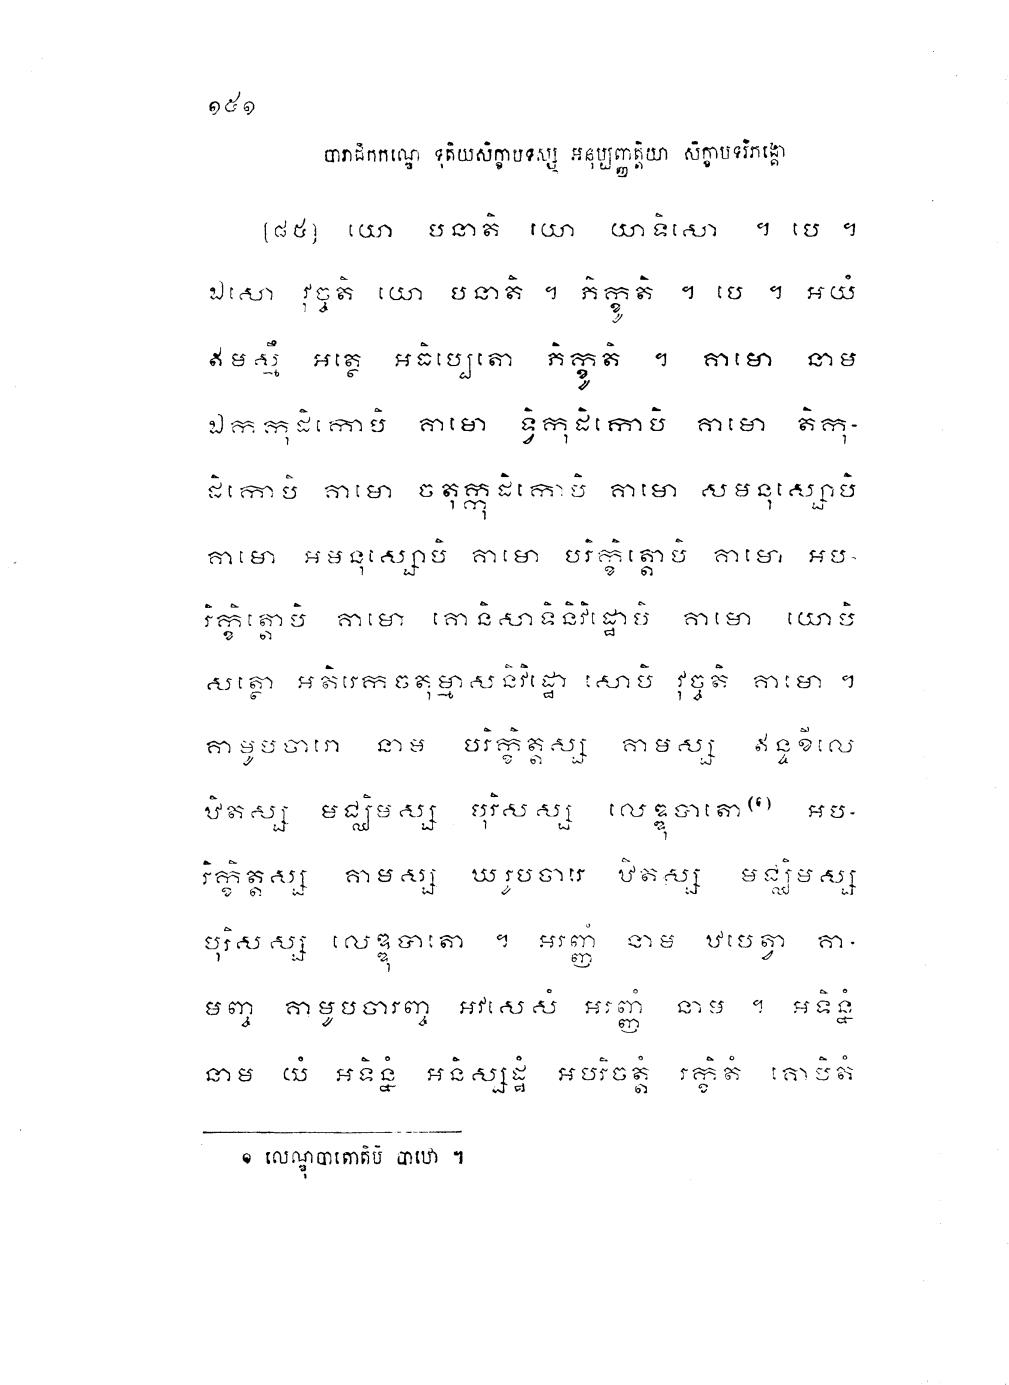 ១៥១
បារាជិកកណ្ឌេ ទុតិយសិក្ខាបទស្ស អនុប្បញ្ញត្តិយា សិក្ខាបទវិភង្គោ
[៨៥] យោ បនាតិ យោ យាទិសោ ។ បេ ។
ឯសោ វុច្ចតិ យោ បនាតិ ។ ភិក្ខូតិ ។ បេ ។ អយំ
ឥមស្មឹ អត្ថេ អធិប្បេតោ ភិក្ខូតិ ។ គាមោ នាម
ឯកកុដិកោបិ គាមោ ទ្វិកុដិកោបិ គាមោ តិកុ-
ដិកោបិ គាមោ ចតុក្កុដិកោបិ គាមោ សមនុស្សោបិ
គាមោ អមនុស្សោបិ គាមោ បរិក្ខិត្តោបិ គាមោ អប-
រិក្ខិត្តោបិ គាមោ គោនិសាទិនិវិដ្ឋោបិ គាមោ យោបិ
សត្ថោ អតិរេកចតុម្មាសនិវិដ្ឋោ សោបិ វុច្ចតិ គាមោ ។
គាមូបចារោ នាម បរិក្ខិត្តស្ស គាមស្ស ឥន្ទខីលេ
ឋិតស្ស មជ្ឈិមស្ស បុរិសស្ស លេឌ្ឌុបាតោ(១) អប-
រិក្ខិត្តស្ស គាមស្ស ឃរូបចារេ ឋិតស្ស មជ្ឈិមស្ស
បុរិសស្ស លេឌ្ឌុបាតោ ។ អរញ្ញំ នាម ឋបេត្វា គា-
មញ្ច គាមូបចារញ្ច អវសេសំ អរញ្ញំ នាម ។ អទិន្នំ
នាម យំ អទិន្នំ អនិស្សដ្ឋំ អបរិចត្តំ រក្ខិតំ គោបិតំ
១ លេណ្ឌុបាតោតិបិ បាឋោ ។